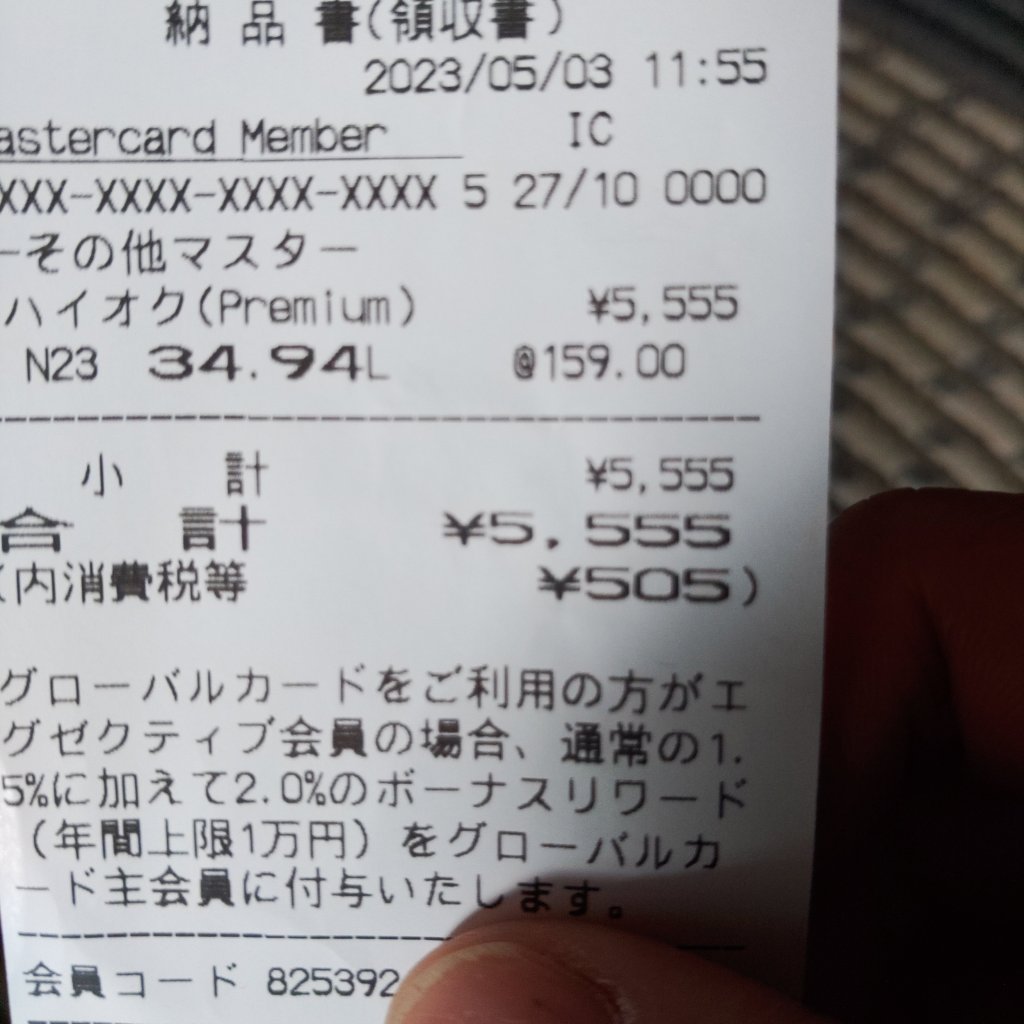 納 品 書(領収書)
2023/05/03 11:55
astercard Member IC
XXX-XXXX-XXXX-XXXX 5 27/10 0000
ーその他マスター
ハイオク(Premium) ¥5,555
N23 34.94L @159.00
小 計 ¥5,555
合 計 ¥5,555
(内消費税等 ¥505)
グローバルカードをご利用の方がエ
グゼクティブ会員の場合、通常の1.
5%に加えて2.0%のボーナスリワード
(年間上限1万円)をグローバルカ
ード主会員に付与いたします。
会員コード 825392